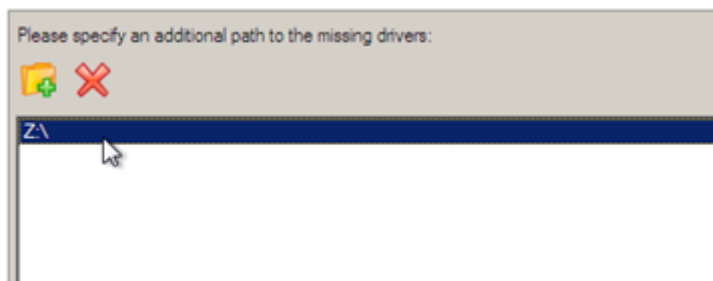 Please specify an additional path to the missing drivers:
Z:\